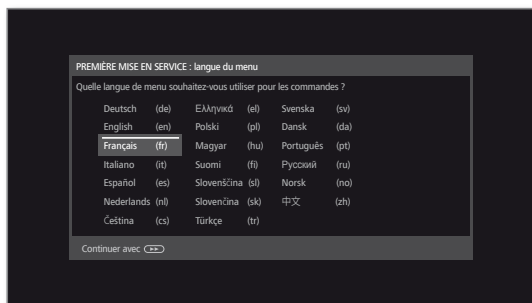 PREMIÈRE MISE EN SERVICE : langue du menu
Quelle langue de menu souhaitez-vous utiliser pour les commandes ?
Deutsch (de) Ελληνικά (el) Svenska (sv)
English (en) Polski (pl) Dansk (da)
Français (fr) Magyar (hu) Português (pt)
Italiano (it) Suomi (fi) Русский (ru)
Español (es) Slovenščina (sl) Norsk (no)
Nederlands (nl) Slovenčina (sk) 中文 (zh)
Čeština (cs) Türkçe (tr)
Continuer avec